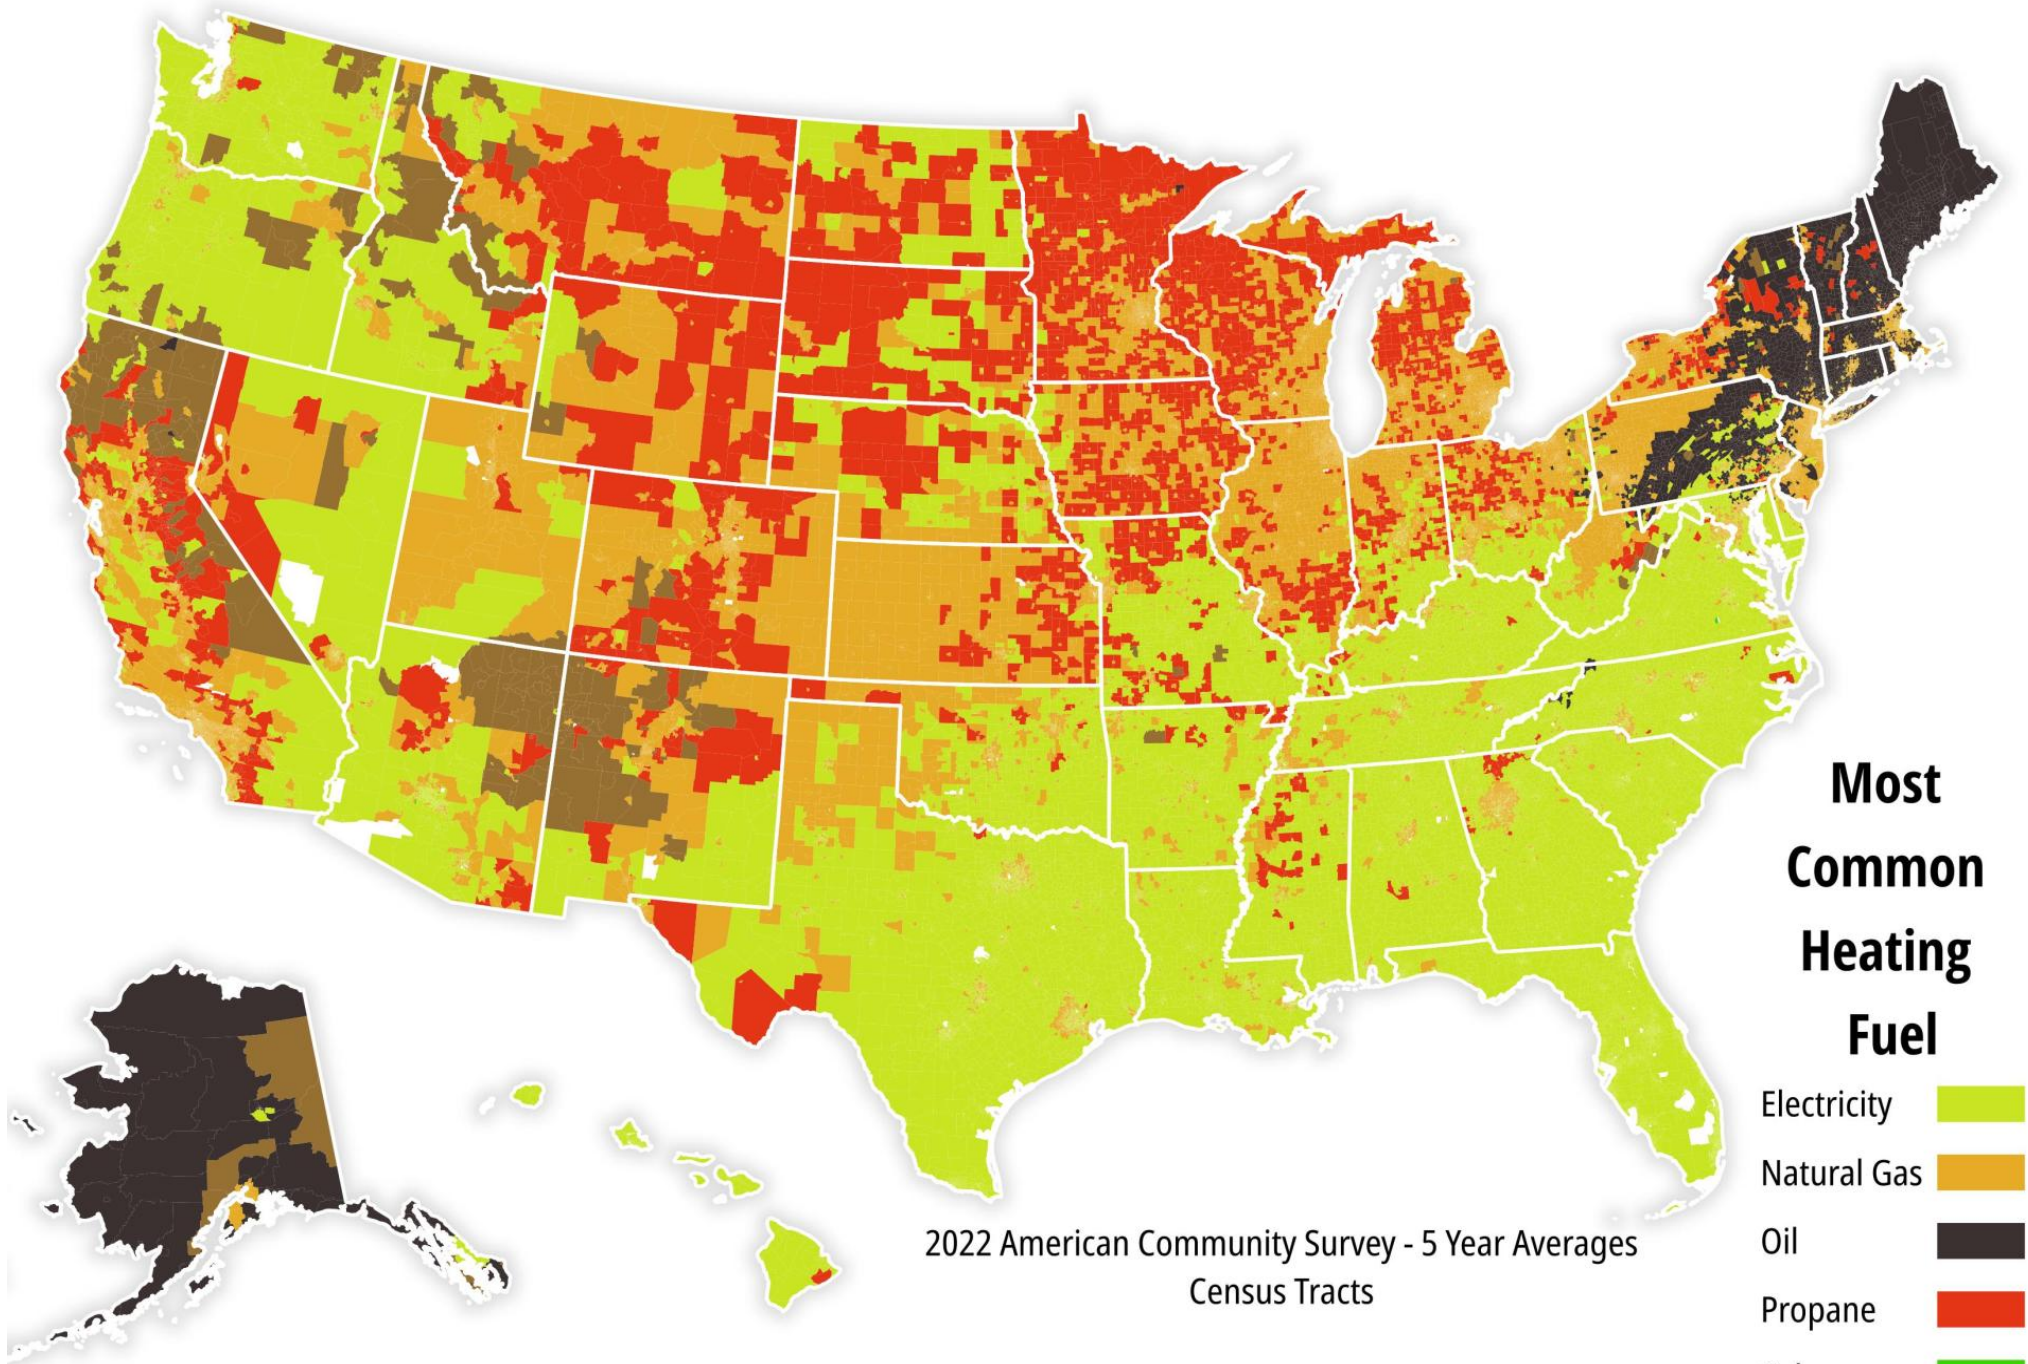 Most
Common
Heating
Fuel
Electricity
Natural Gas
Oil
Propane
2022 American Community Survey - 5 Year Averages
Census Tracts